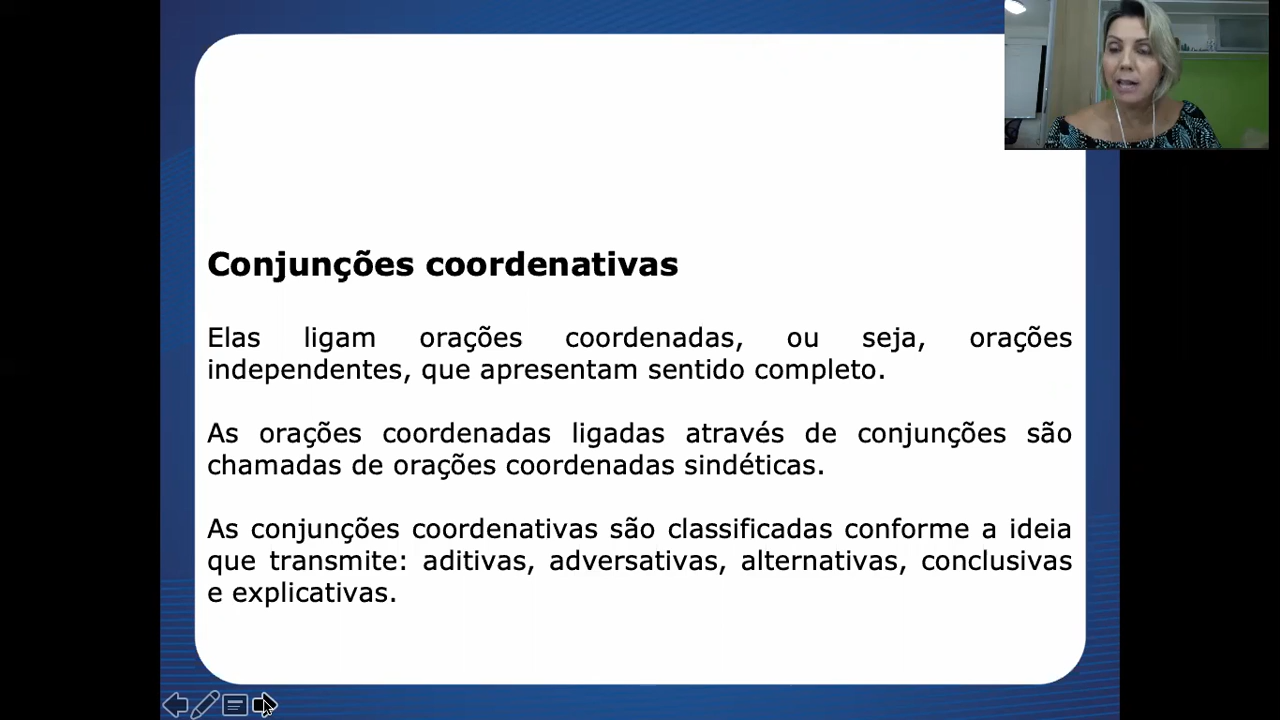 Conjunções coordenativas
Elas ligam orações coordenadas, ou seja, orações
independentes, que apresentam sentido completo.
As orações coordenadas ligadas através de conjunções são
chamadas de orações coordenadas sindéticas.
As conjunções coordenativas são classificadas conforme a ideia
que transmite: aditivas, adversativas, alternativas, conclusivas
e explicativas.